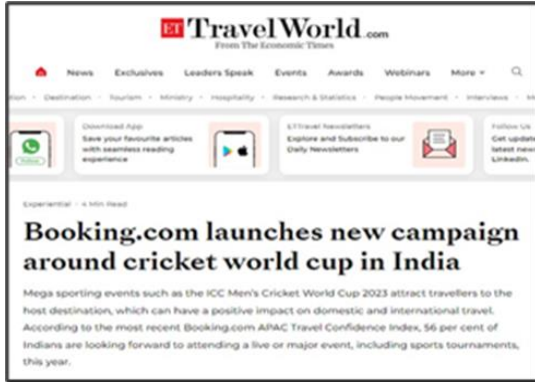 ET TravelWorld.com
From The Economic Times
News Exclusives Leaders Speak Events Awards Webinars More
Destination · Tourism · Ministry · Hospitality · Research & Statistics · People Movement · Interviews
Download App
Save your favourite articles
with seamless reading
experience
ETTravel Newsletters
Explore and Subscribe to our
Daily Newsletters
Follow Us
Get update
latest new
LinkedIn.
Experiential · 4 Min Read
Booking.com launches new campaign
around cricket world cup in India
Mega sporting events such as the ICC Men's Cricket World Cup 2023 attract travellers to the
host destination, which can have a positive impact on domestic and international travel.
According to the most recent Booking.com APAC Travel Confidence Index, 56 per cent of
Indians are looking forward to attending a live or major event, including sports tournaments,
this year.